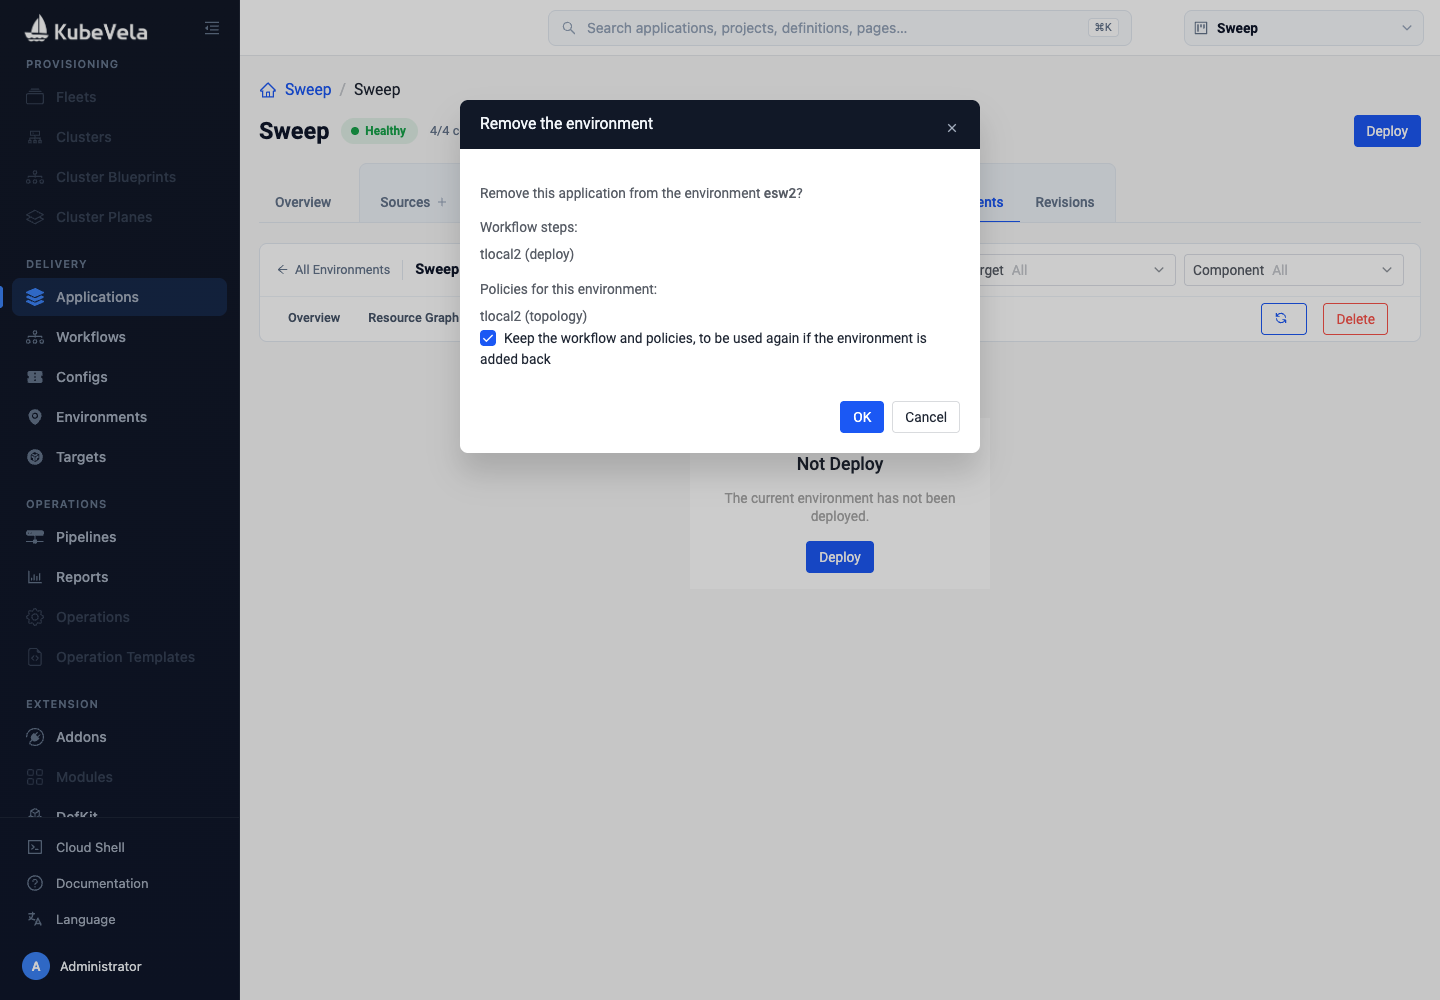 KubeVela
Search applications, projects, definitions, pages...
⌘K
Sweep
PROVISIONING
Fleets
Clusters
Cluster Blueprints
Cluster Planes
DELIVERY
Applications
Workflows
Configs
Environments
Targets
OPERATIONS
Pipelines
Reports
Operations
Operation Templates
EXTENSION
Addons
Modules
DefKit
Cloud Shell
Documentation
Language
A Administrator
Sweep / Sweep
Sweep Healthy 4/4 c
Deploy
Overview Sources + Revisions
All Environments Sweep
Component All
Overview Resource Graph
Delete
Remove the environment
Remove this application from the environment esw2?
Workflow steps:
tlocal2 (deploy)
Policies for this environment:
tlocal2 (topology)
Keep the workflow and policies, to be used again if the environment is
added back
OK Cancel
Not Deploy
The current environment has not been
deployed.
Deploy